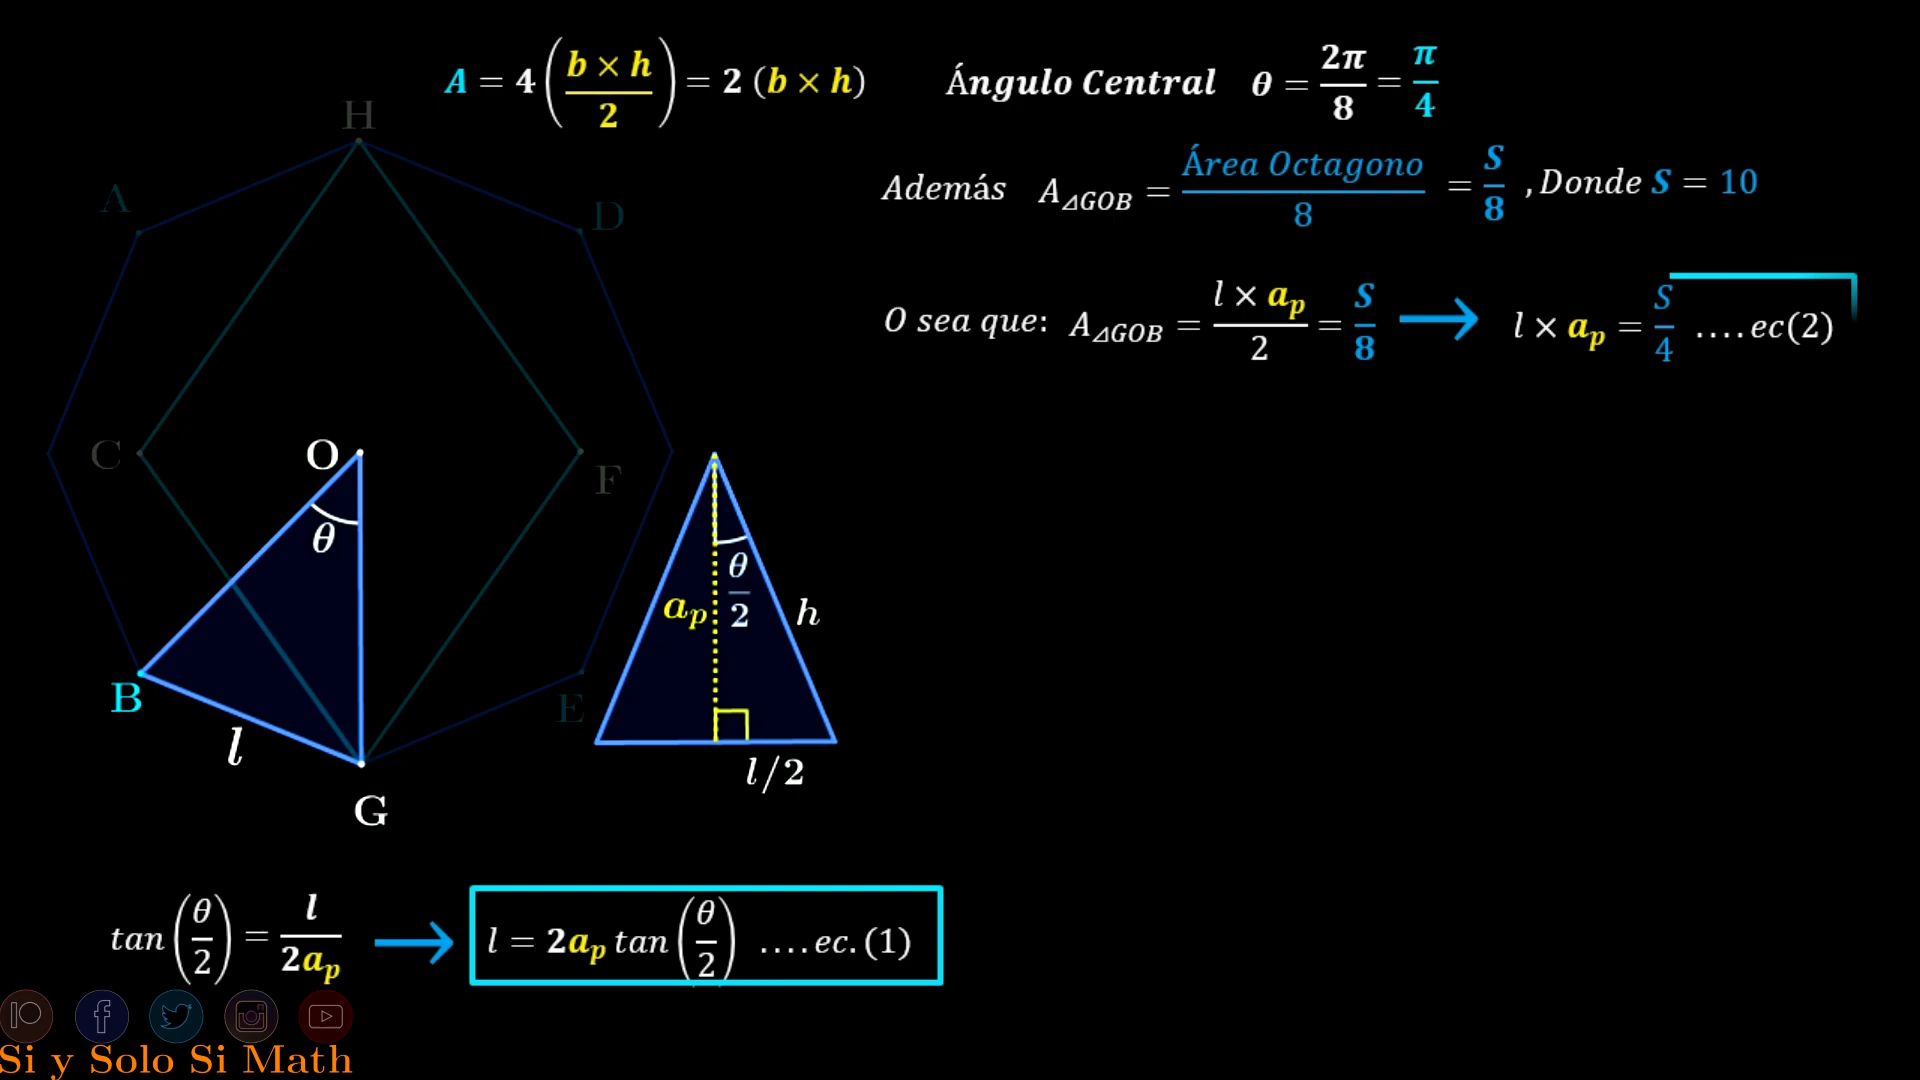 A = 4 (b × h / 2) = 2 (b × h)
Ángulo Central θ = 2π/8 = π/4
Además A⊿GOB = Área Octagono / 8 = S/8 , Donde S = 10
O sea que: A⊿GOB = l × aₚ / 2 = S/8 → l × aₚ = S/4 ....ec(2)
H
A
D
C
O
F
θ
B
E
l
G
aₚ
θ/2
h
l/2
tan(θ/2) = l / 2aₚ → l = 2aₚ tan(θ/2) ....ec.(1)
Si y Solo Si Math